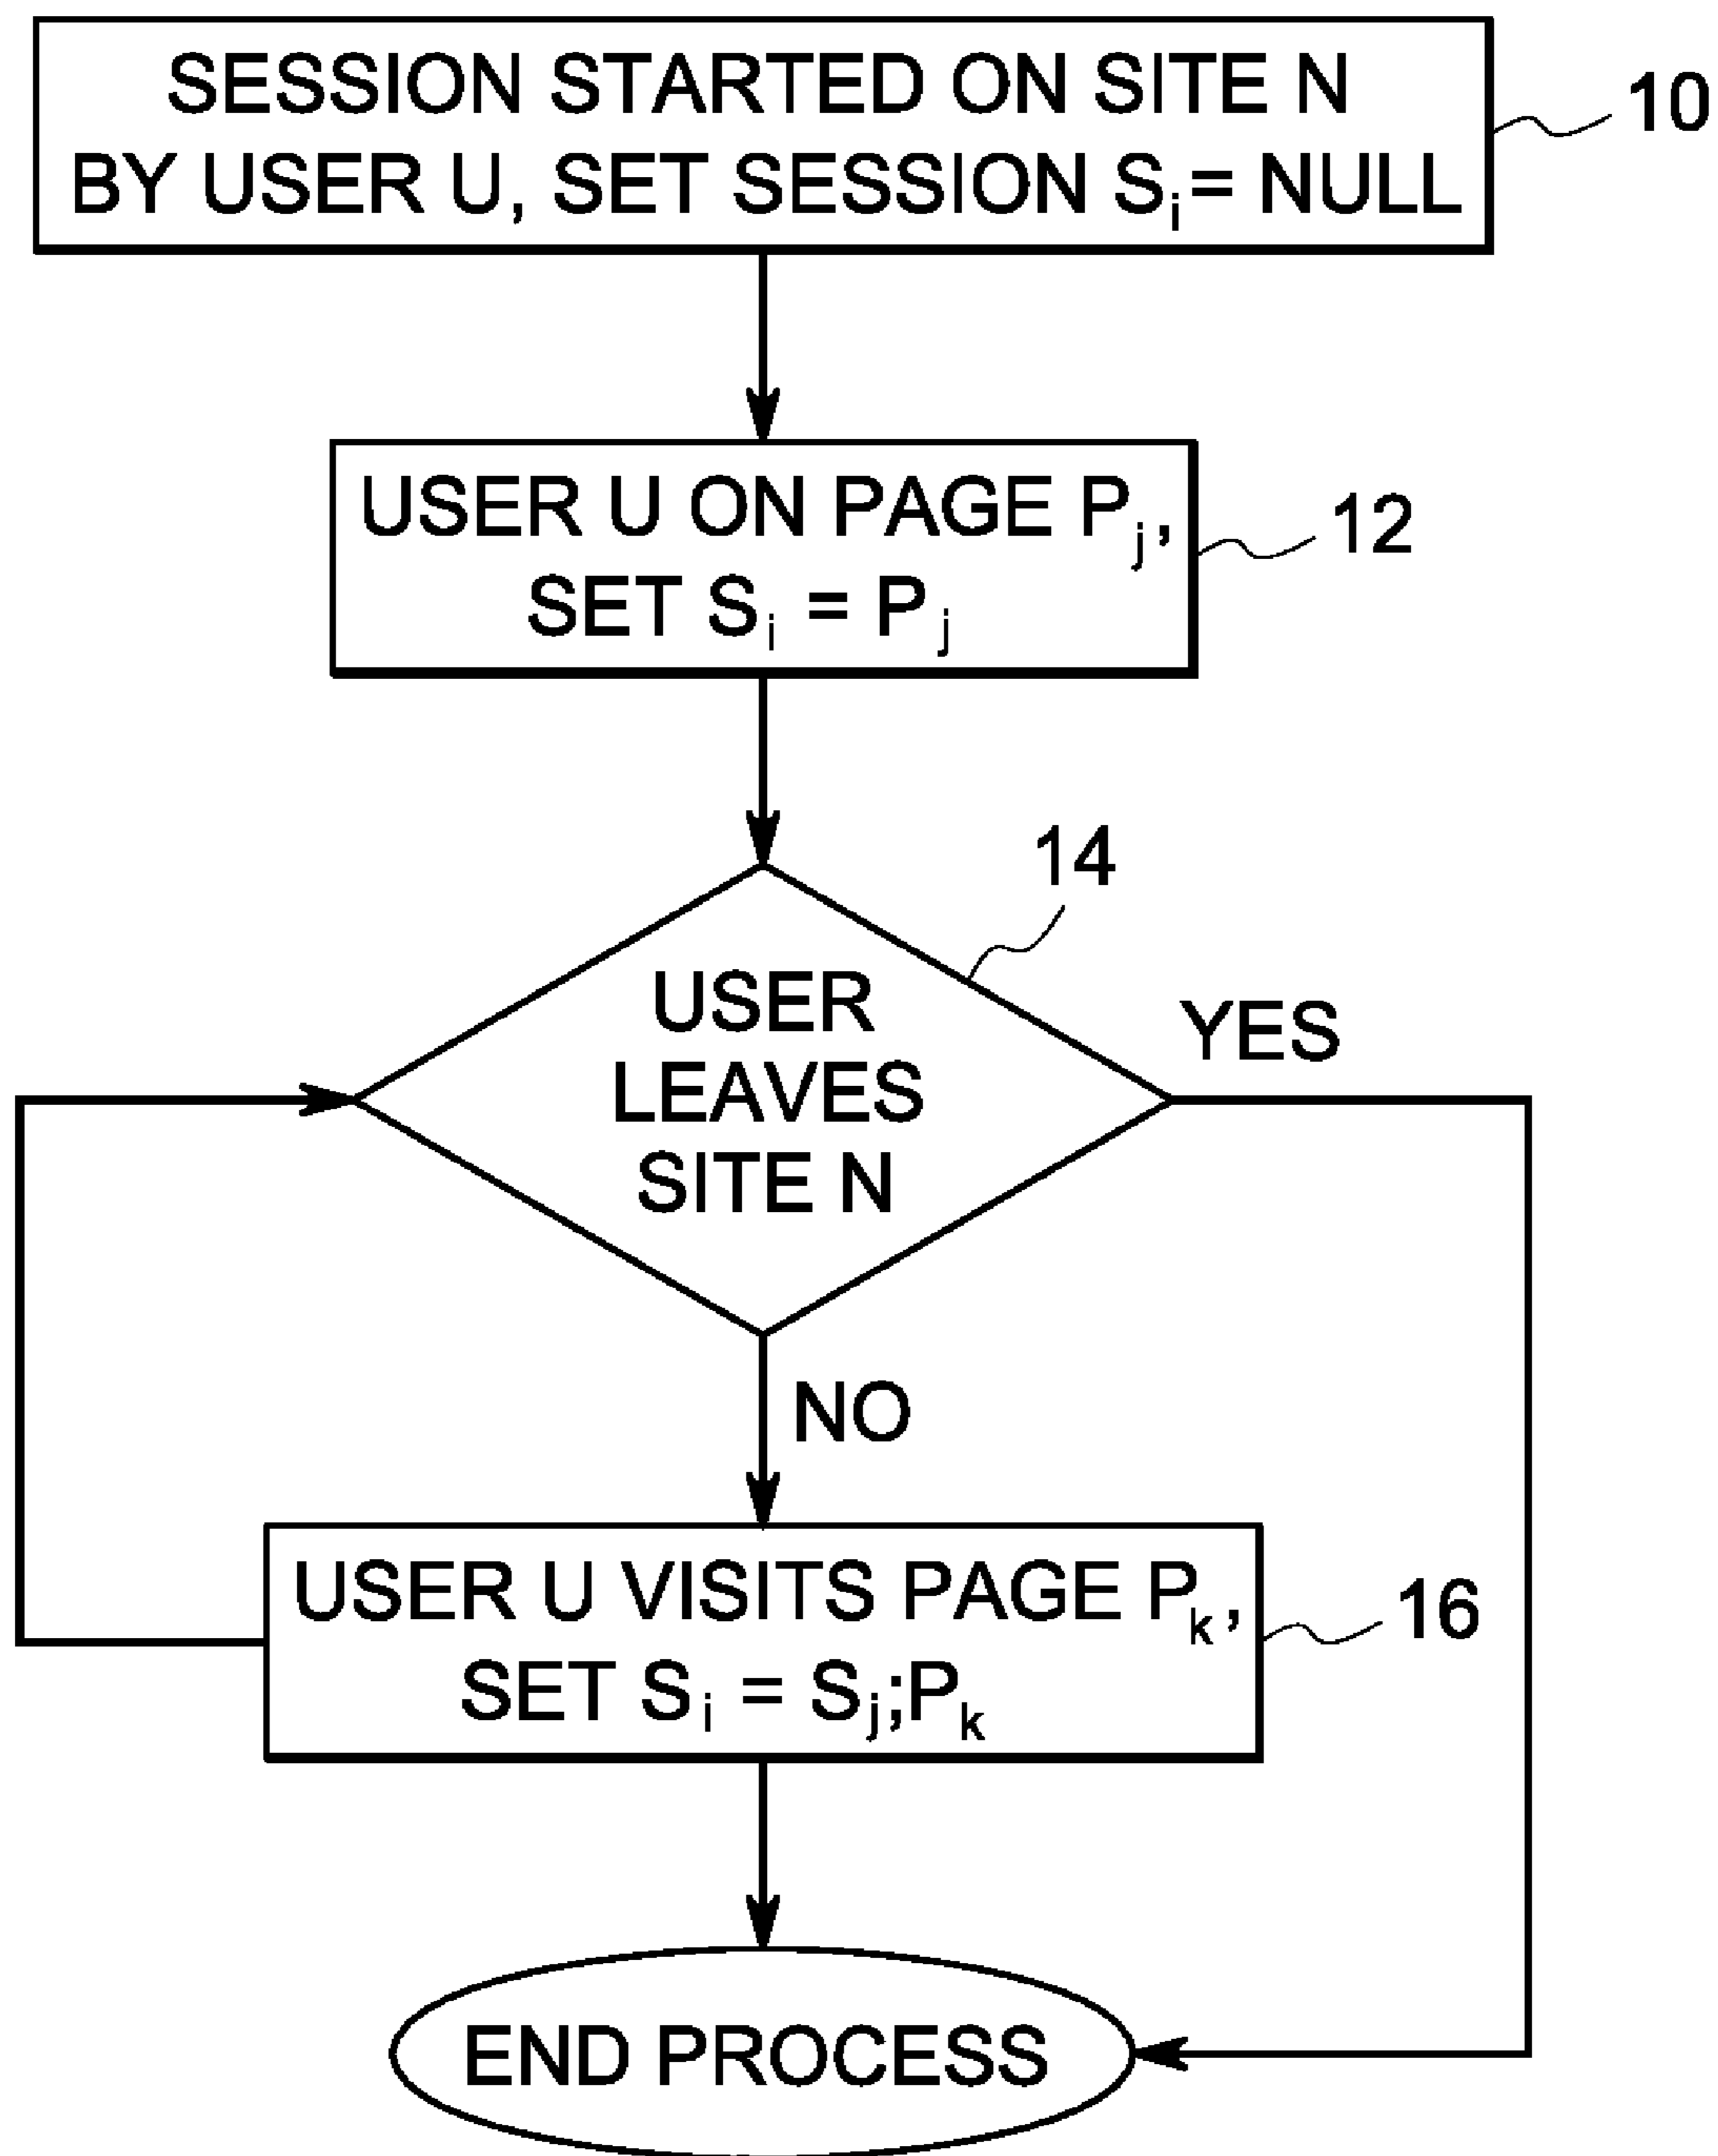 SESSION STARTED ON SITE N
BY USER U, SET SESSION Si = NULL
10
USER U ON PAGE Pj,
SET Si = Pj
12
14
USER
LEAVES
SITE N
YES
NO
USER U VISITS PAGE Pk,
SET Si = Sj;Pk
16
END PROCESS